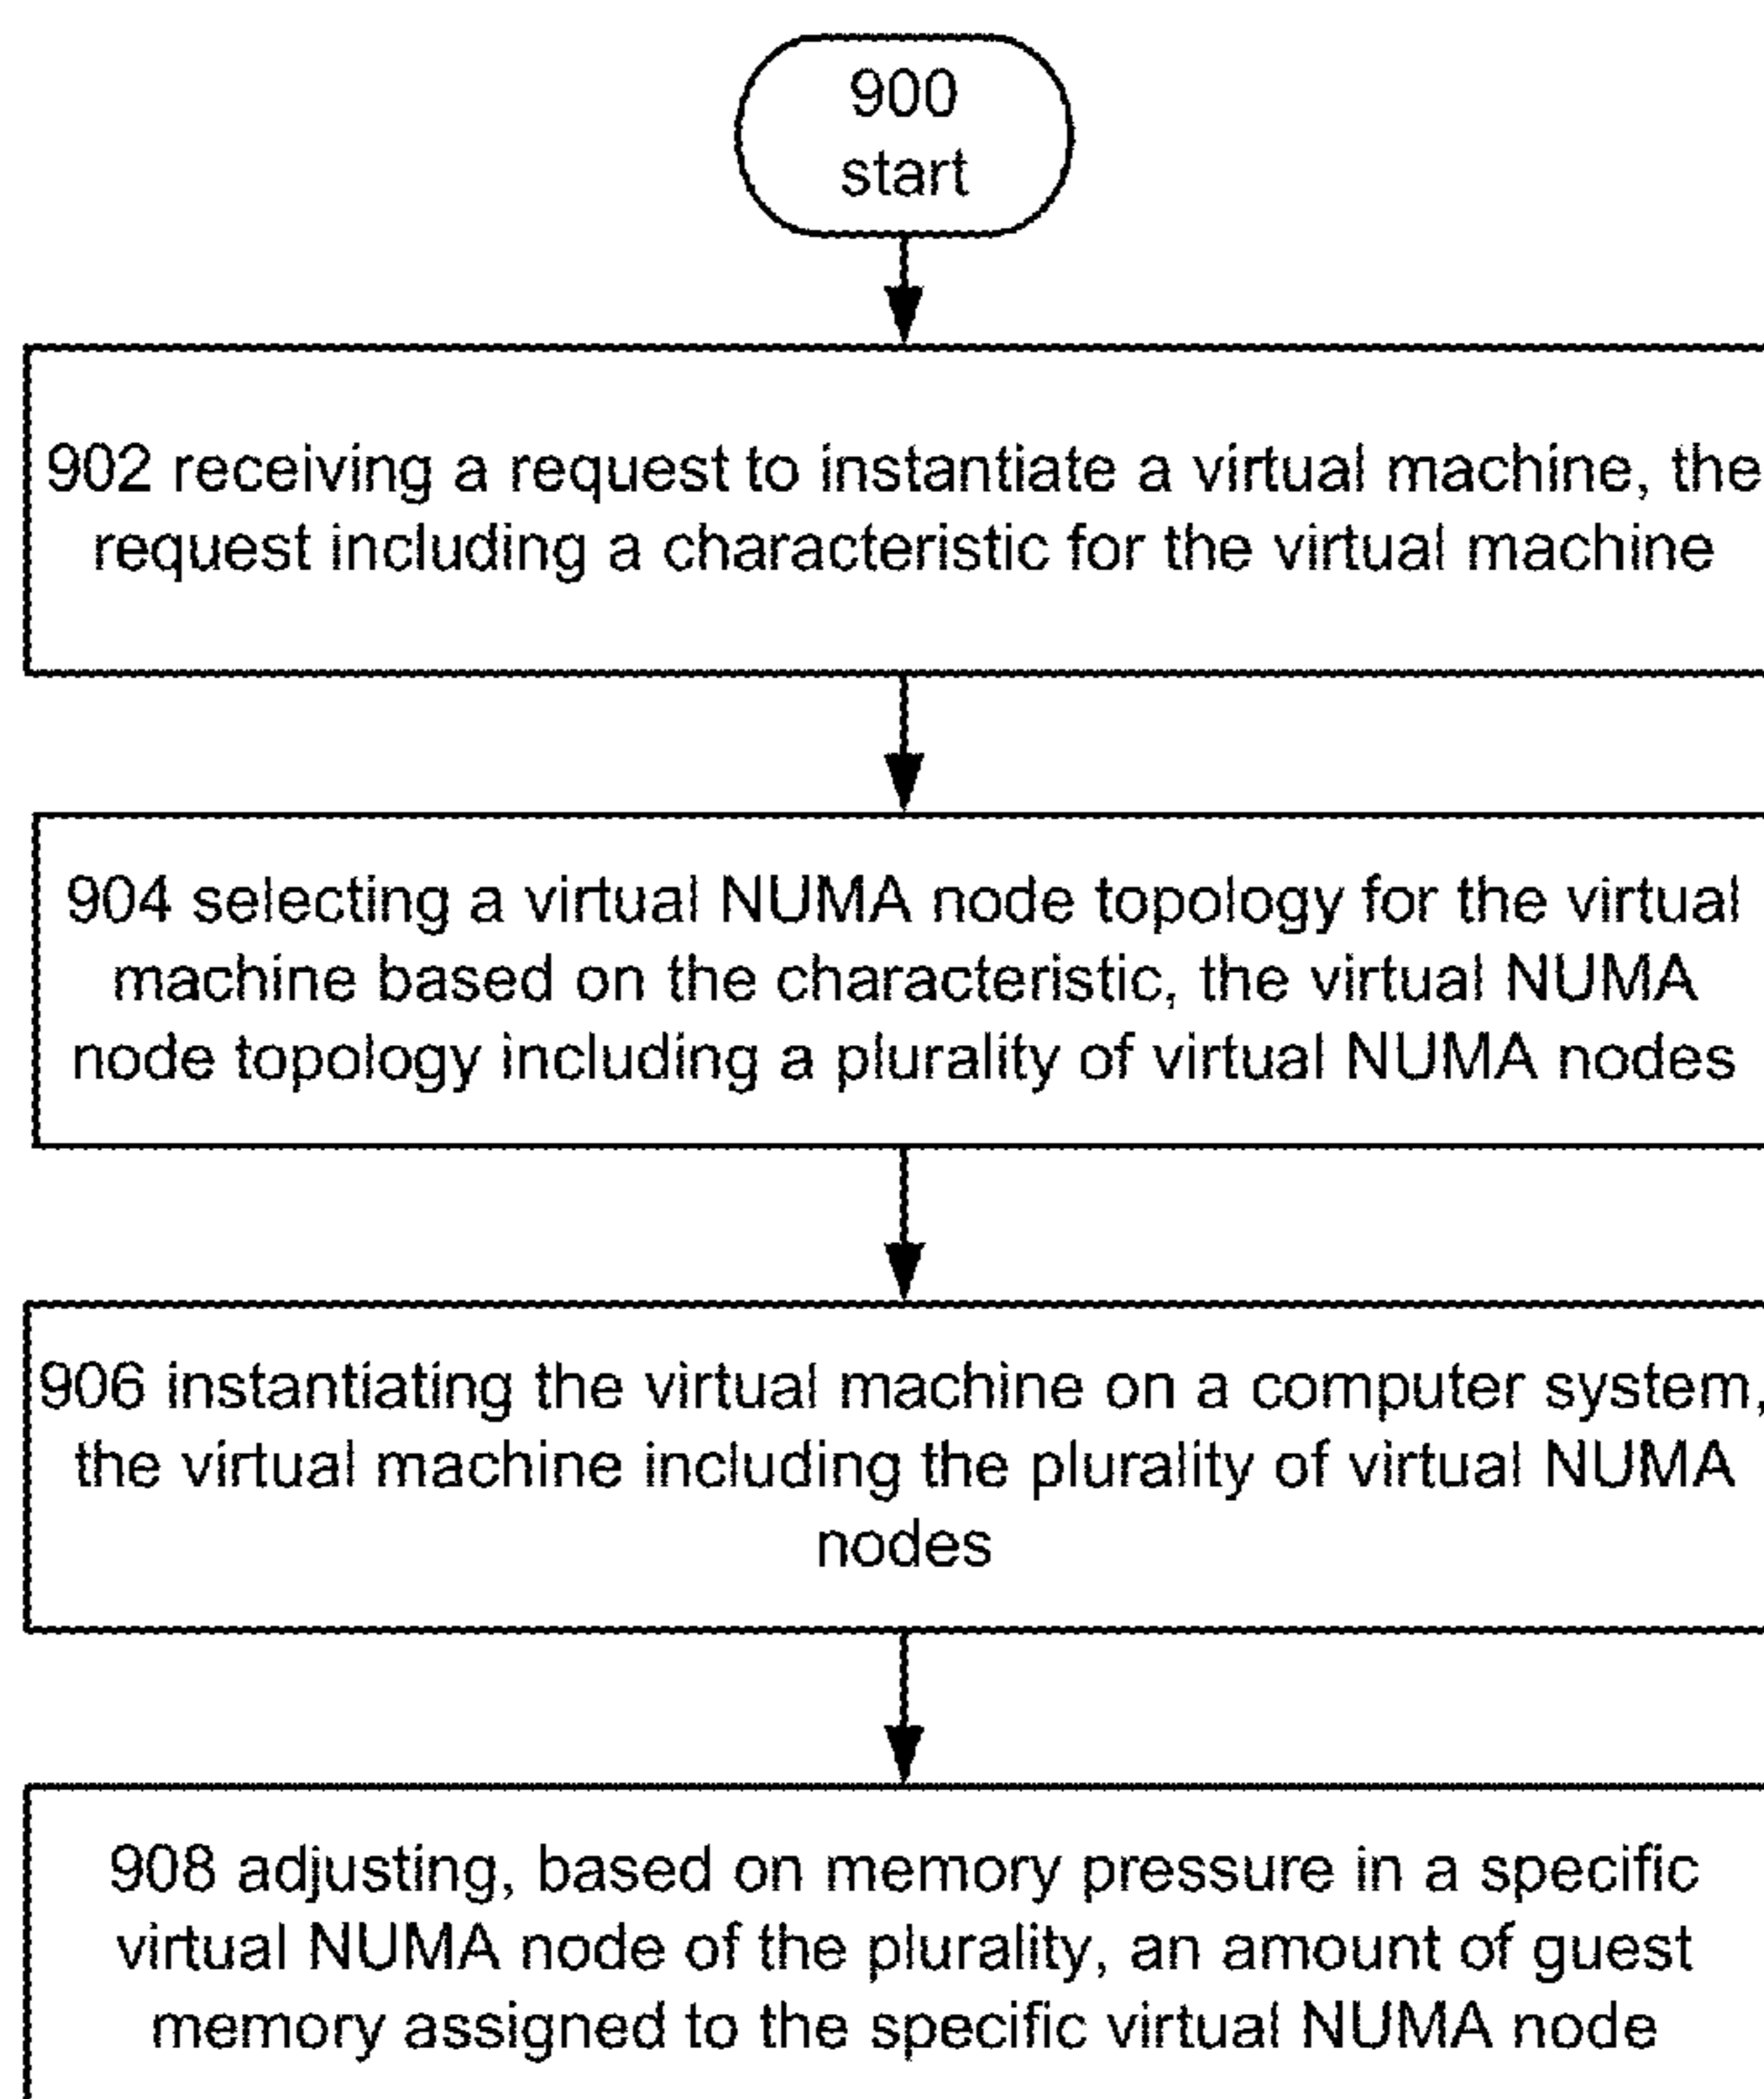 900
start
902 receiving a request to instantiate a virtual machine, the
request including a characteristic for the virtual machine
904 selecting a virtual NUMA node topology for the virtual
machine based on the characteristic, the virtual NUMA
node topology including a plurality of virtual NUMA nodes
906 instantiating the virtual machine on a computer system,
the virtual machine including the plurality of virtual NUMA
nodes
908 adjusting, based on memory pressure in a specific
virtual NUMA node of the plurality, an amount of guest
memory assigned to the specific virtual NUMA node